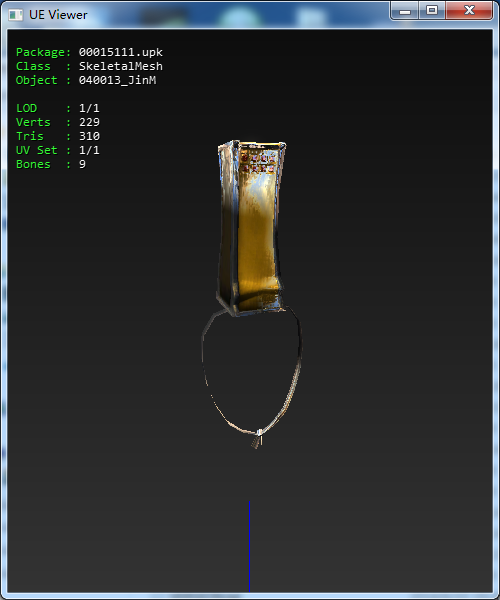 UE Viewer
Package: 00015111.upk
Class : SkeletalMesh
Object : 040013_JinM
LOD : 1/1
Verts : 229
Tris : 310
UV Set : 1/1
Bones : 9